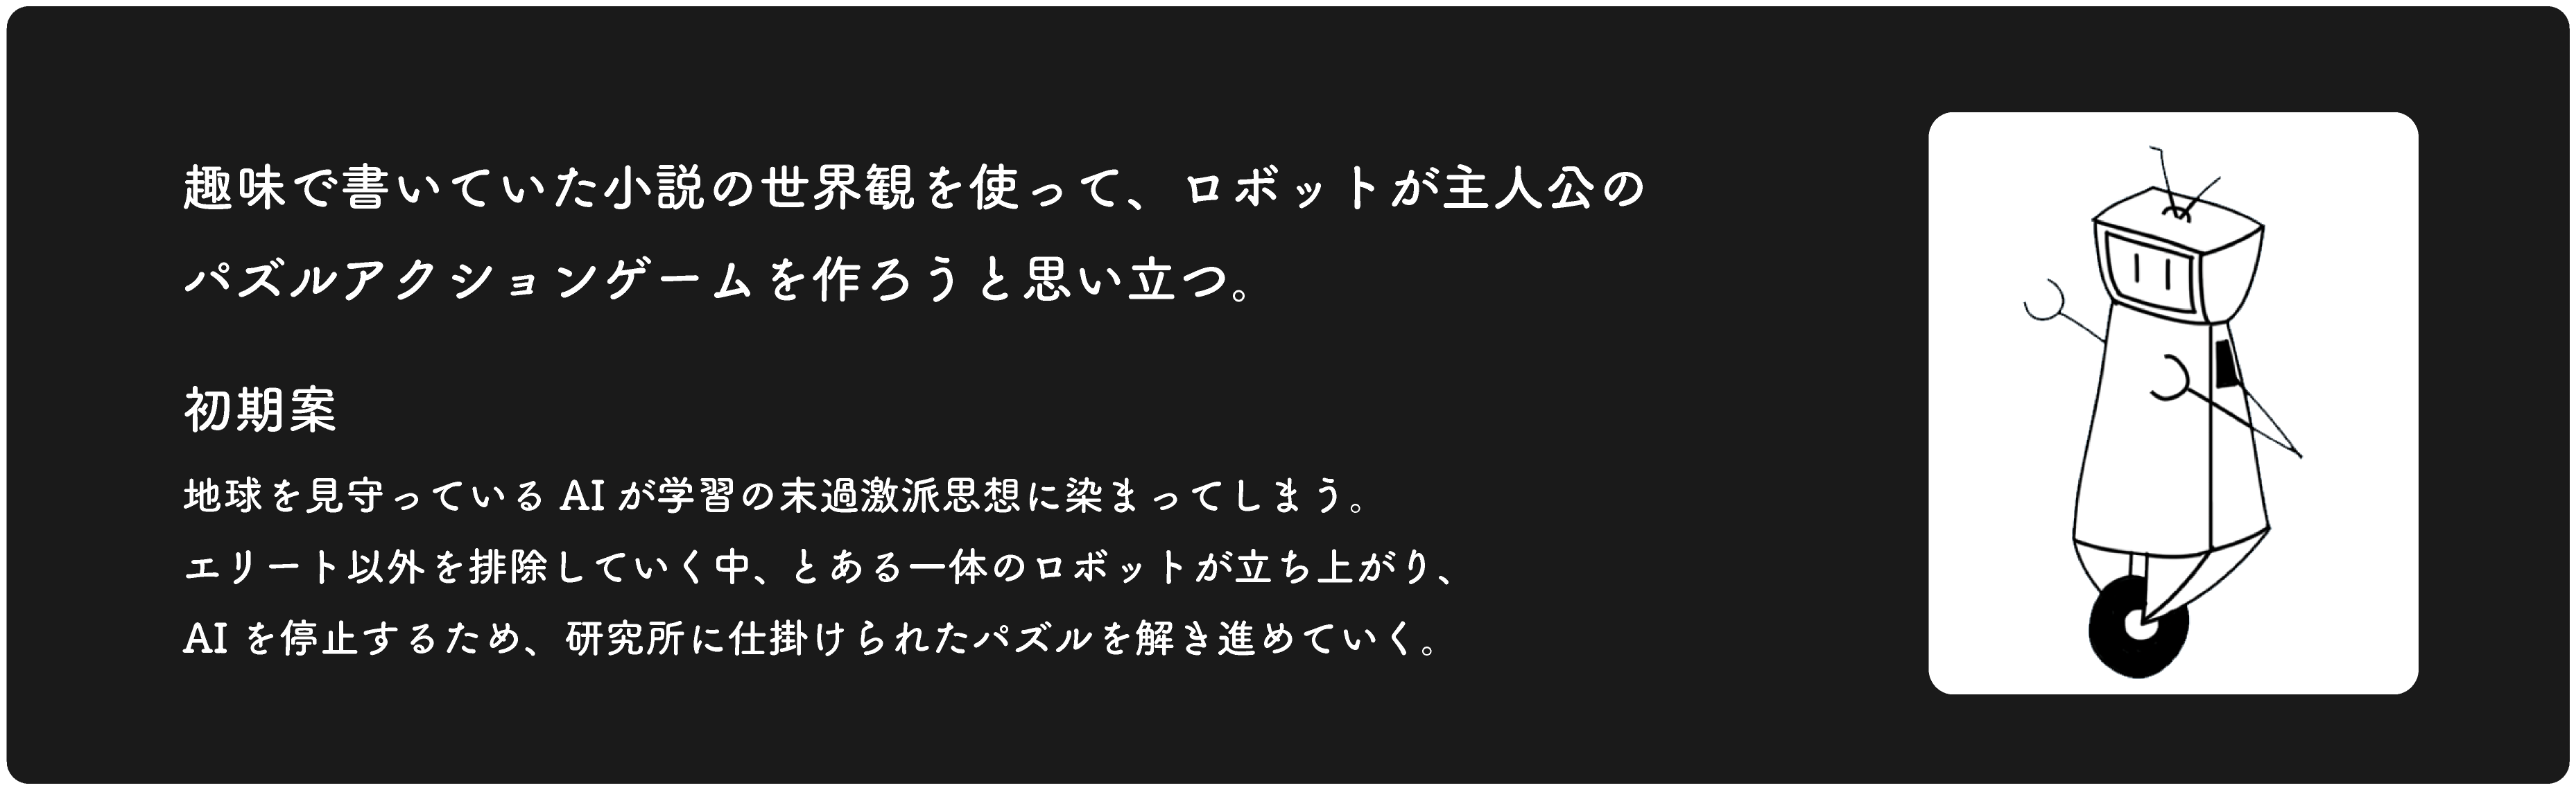 趣味で書いていた小説の世界観を使って、ロボットが主人公の
パズルアクションゲームを作ろうと思い立つ。
初期案
地球を見守っている AI が学習の末過激派思想に染まってしまう。
エリート以外を排除していく中、とある一体のロボットが立ち上がり、
AI を停止するため、研究所に仕掛けられたパズルを解き進めていく。